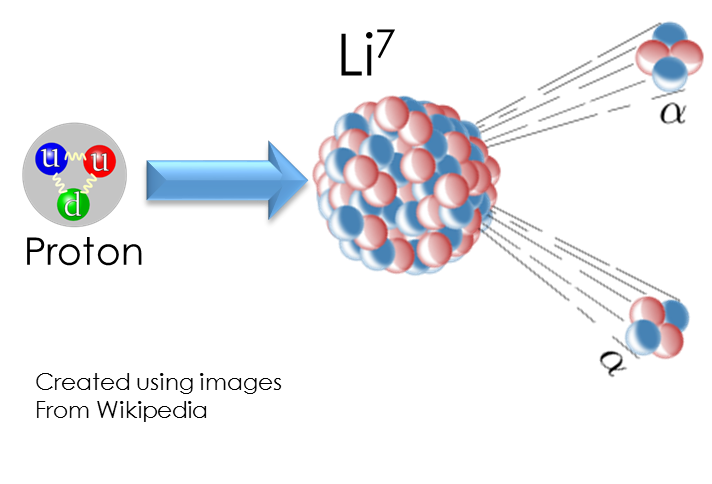 Li⁷
α
u u
d
Proton
α
Created using images
From Wikipedia